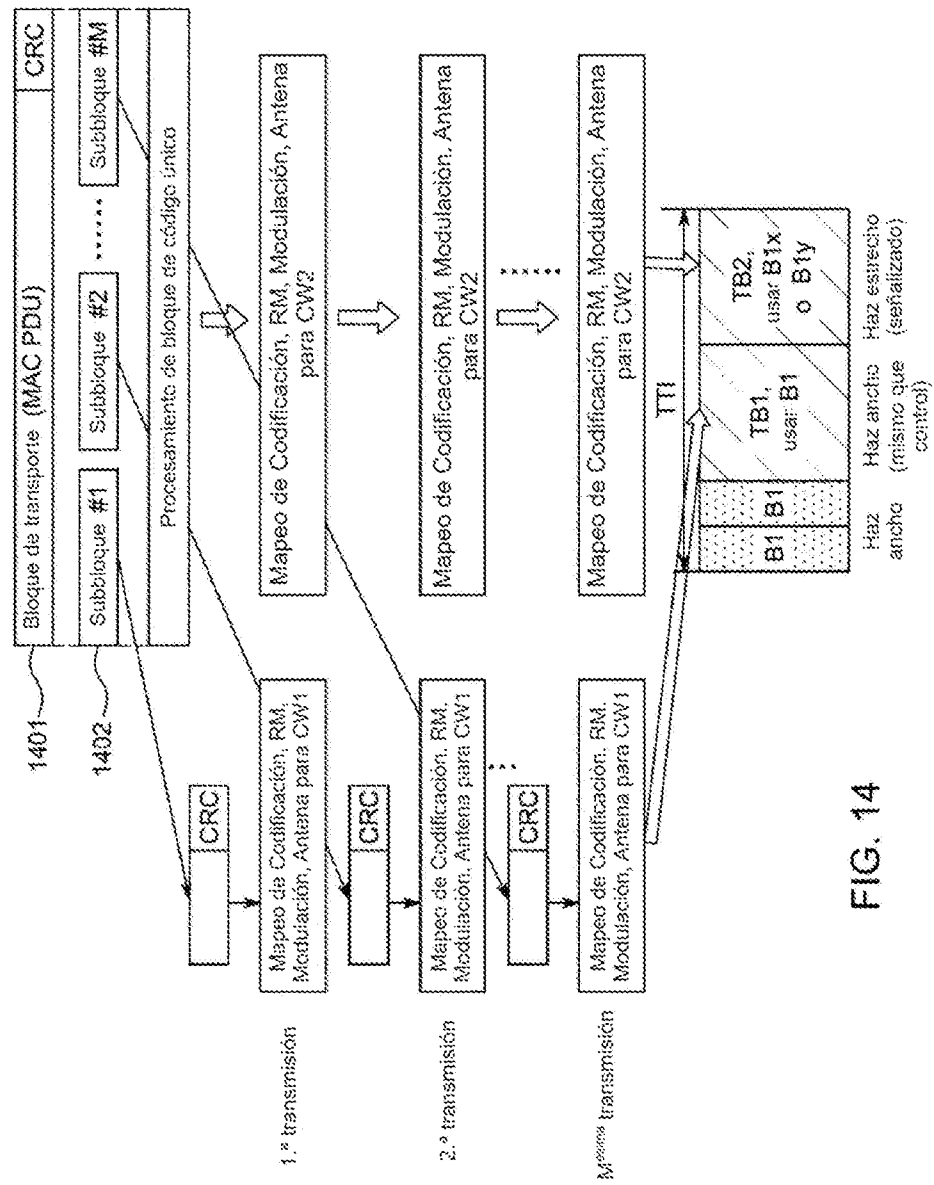 1401
Bloque de transporte (MAC PDU)
CRC
1402
Subbloque #1
Subbloque #2
......
Subbloque #M
Procesamiento de bloque de código único
CRC
1.ª transmisión
Mapeo de Codificación, RM,
Modulación, Antena para CW1
Mapeo de Codificación, RM, Modulación, Antena
para CW2
CRC
2.ª transmisión
Mapeo de Codificación, RM,
Modulación, Antena para CW1
Mapeo de Codificación, RM, Modulación, Antena
para CW2
CRC
transmisión
Mapeo de Codificación, RM,
Modulación, Antena para CW1
Mapeo de Codificación, RM, Modulación, Antena
para CW2
TTI
B1
B1
TB1,
usar B1
TB2,
usar B1x
o B1y
Haz
ancho
Haz ancho
(mismo que
control)
Haz estrecho
(señalizado)
FIG. 14